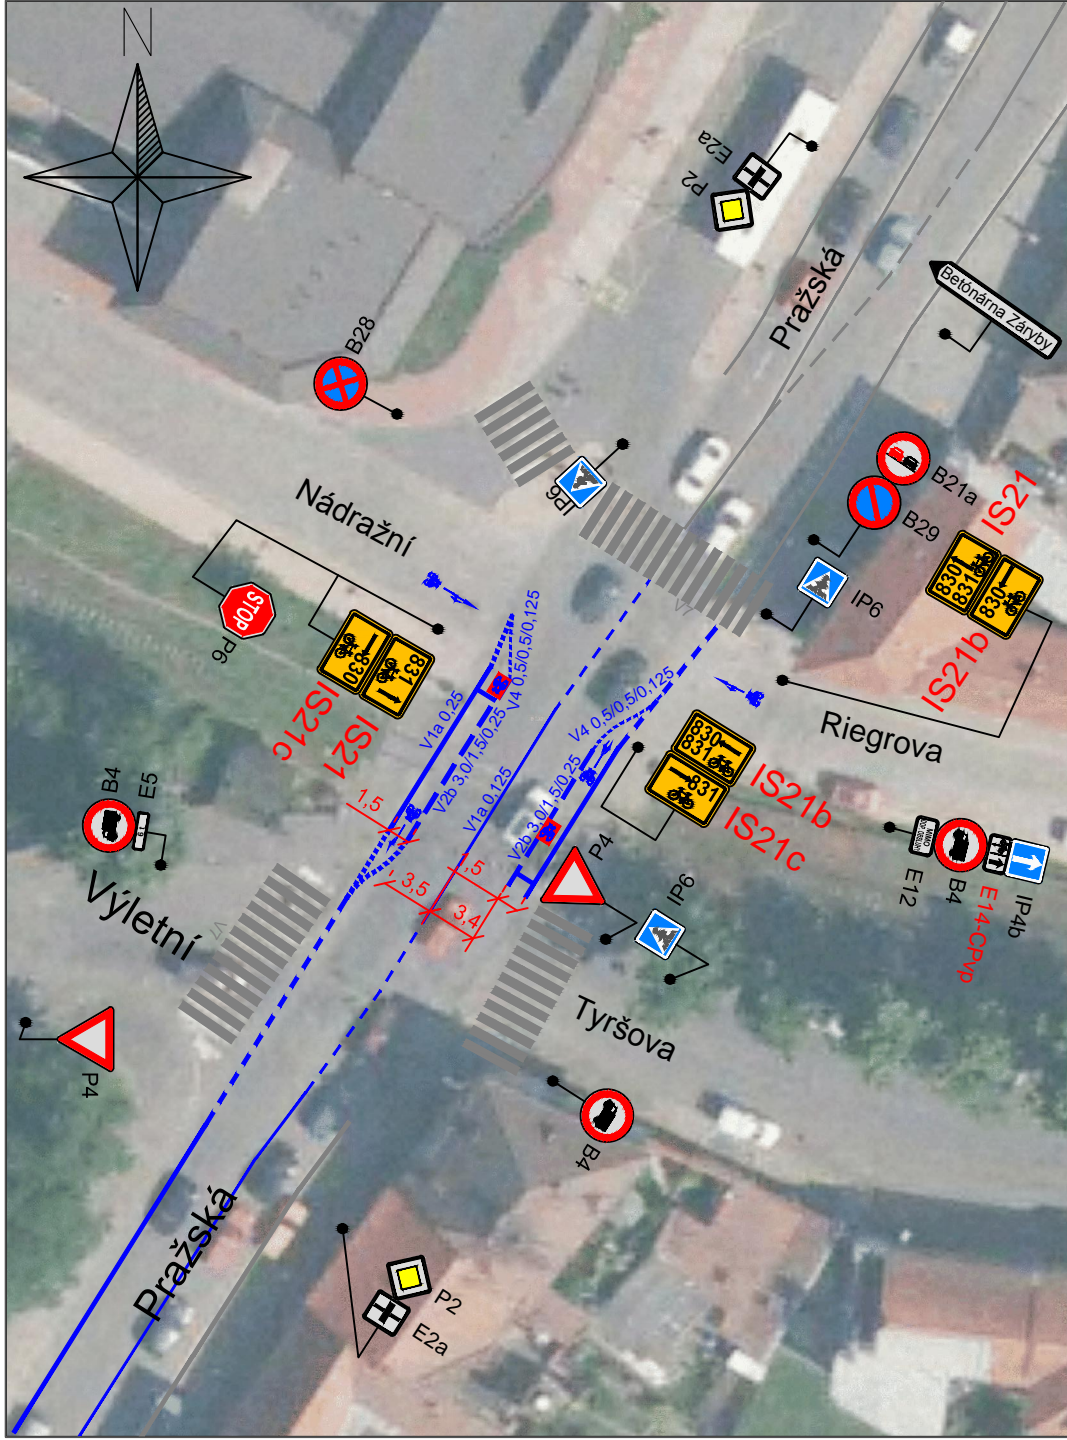 N
E2a
P2
Pražská
Betonárna Záryby
B28
IP6
B21a
B29
IS21
830
831
830
IP6
IS21b
Nádražní
STOP
P6
830
831
IS21c
IS21
V1a 0,25
V4 0,5/0,5/0,125
V2b 3,0/1,5/0,25
V4 0,5/0,5/0,125
V1a 0,125
V2b 3,0/1,5/0,25
Riegrova
830
831
831
IS21b
IS21c
B4
E5
1,5
1,5
3,5
3,4
P4
IP6
E12
B4
E14-CPvp
IP4b
Výletní
V7
V7
Tyršova
P4
B4
Pražská
P2
E2a